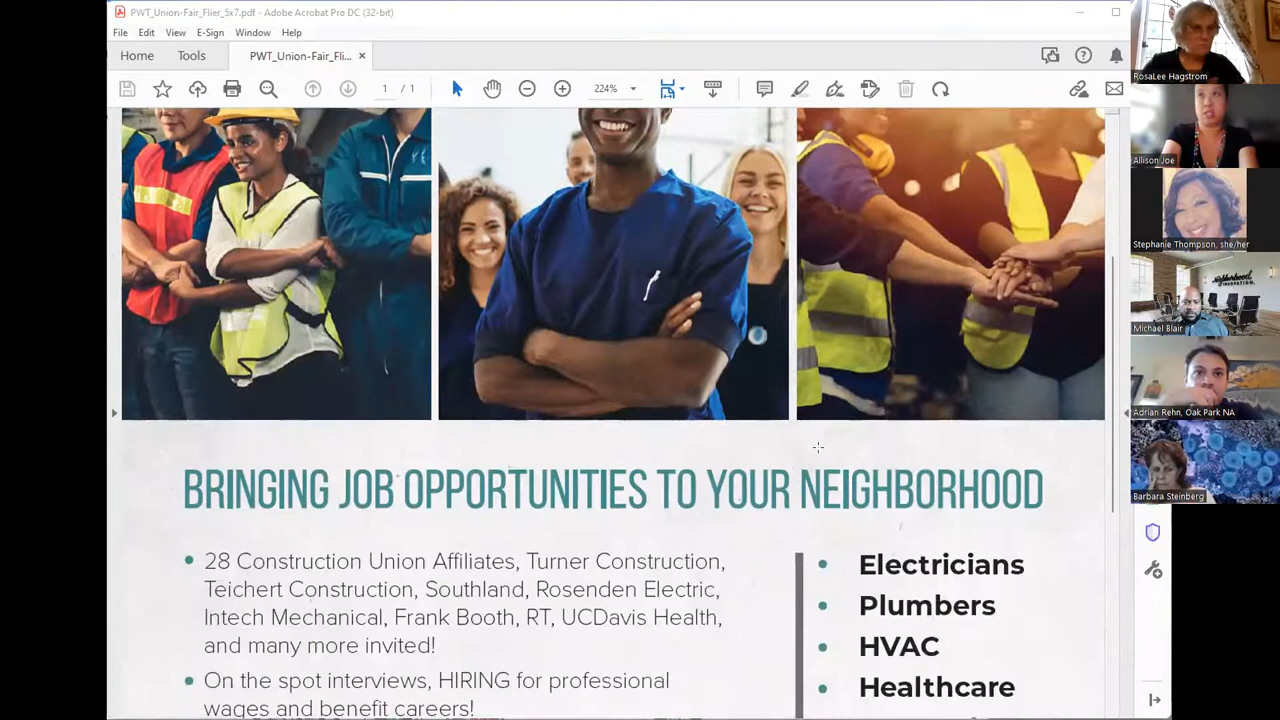 PWT_Union-Fair_Flier_5x7.pdf - Adobe Acrobat Pro DC (32-bit)
File Edit View E-Sign Window Help
Home Tools PWT_Union-Fair_Fli... ×
1 / 1 224%
BRINGING JOB OPPORTUNITIES TO YOUR NEIGHBORHOOD
• 28 Construction Union Affiliates, Turner Construction,
Teichert Construction, Southland, Rosenden Electric,
Intech Mechanical, Frank Booth, RT, UCDavis Health,
and many more invited!
• On the spot interviews, HIRING for professional
wages and benefit careers!
• Electricians
• Plumbers
• HVAC
• Healthcare
RosaLee Hagstrom
Allison Joe
Stephanie Thompson, she/her
neighborhood
INNOVATION
Michael Blair
Adrian Rehn, Oak Park NA
Barbara Steinberg